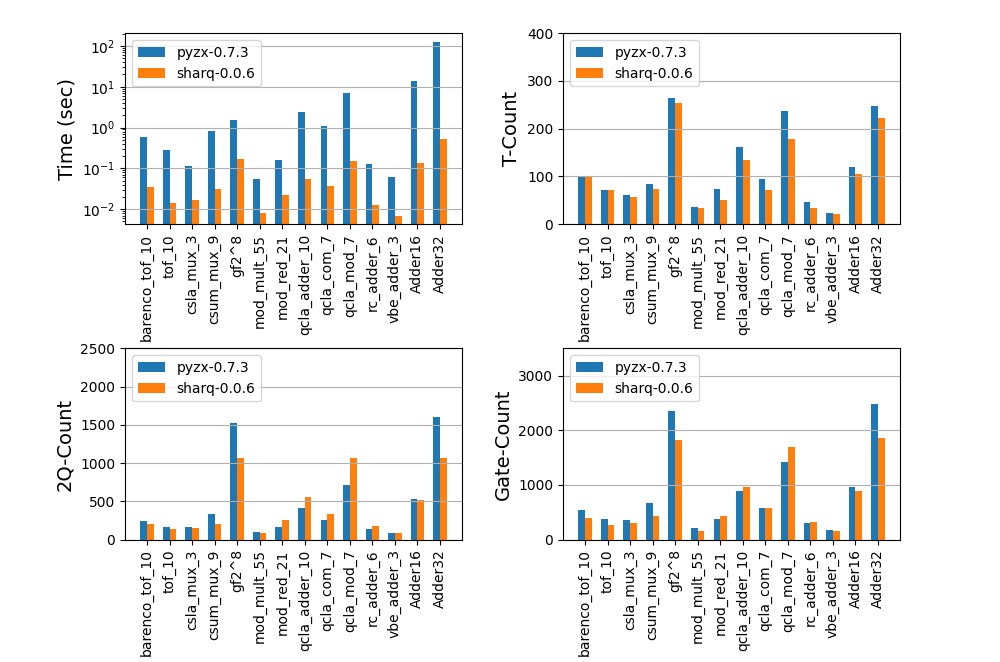 Time (sec)
10²
10¹
10⁰
10⁻¹
10⁻²
pyzx-0.7.3
sharq-0.0.6
barenco_tof_10
tof_10
csla_mux_3
csum_mux_9
gf2^8
mod_mult_55
mod_red_21
qcla_adder_10
qcla_com_7
qcla_mod_7
rc_adder_6
vbe_adder_3
Adder16
Adder32
T-Count
400
300
200
100
0
pyzx-0.7.3
sharq-0.0.6
barenco_tof_10
tof_10
csla_mux_3
csum_mux_9
gf2^8
mod_mult_55
mod_red_21
qcla_adder_10
qcla_com_7
qcla_mod_7
rc_adder_6
vbe_adder_3
Adder16
Adder32
2Q-Count
2500
2000
1500
1000
500
0
pyzx-0.7.3
sharq-0.0.6
barenco_tof_10
tof_10
csla_mux_3
csum_mux_9
gf2^8
mod_mult_55
mod_red_21
qcla_adder_10
qcla_com_7
qcla_mod_7
rc_adder_6
vbe_adder_3
Adder16
Adder32
Gate-Count
3000
2000
1000
0
pyzx-0.7.3
sharq-0.0.6
barenco_tof_10
tof_10
csla_mux_3
csum_mux_9
gf2^8
mod_mult_55
mod_red_21
qcla_adder_10
qcla_com_7
qcla_mod_7
rc_adder_6
vbe_adder_3
Adder16
Adder32